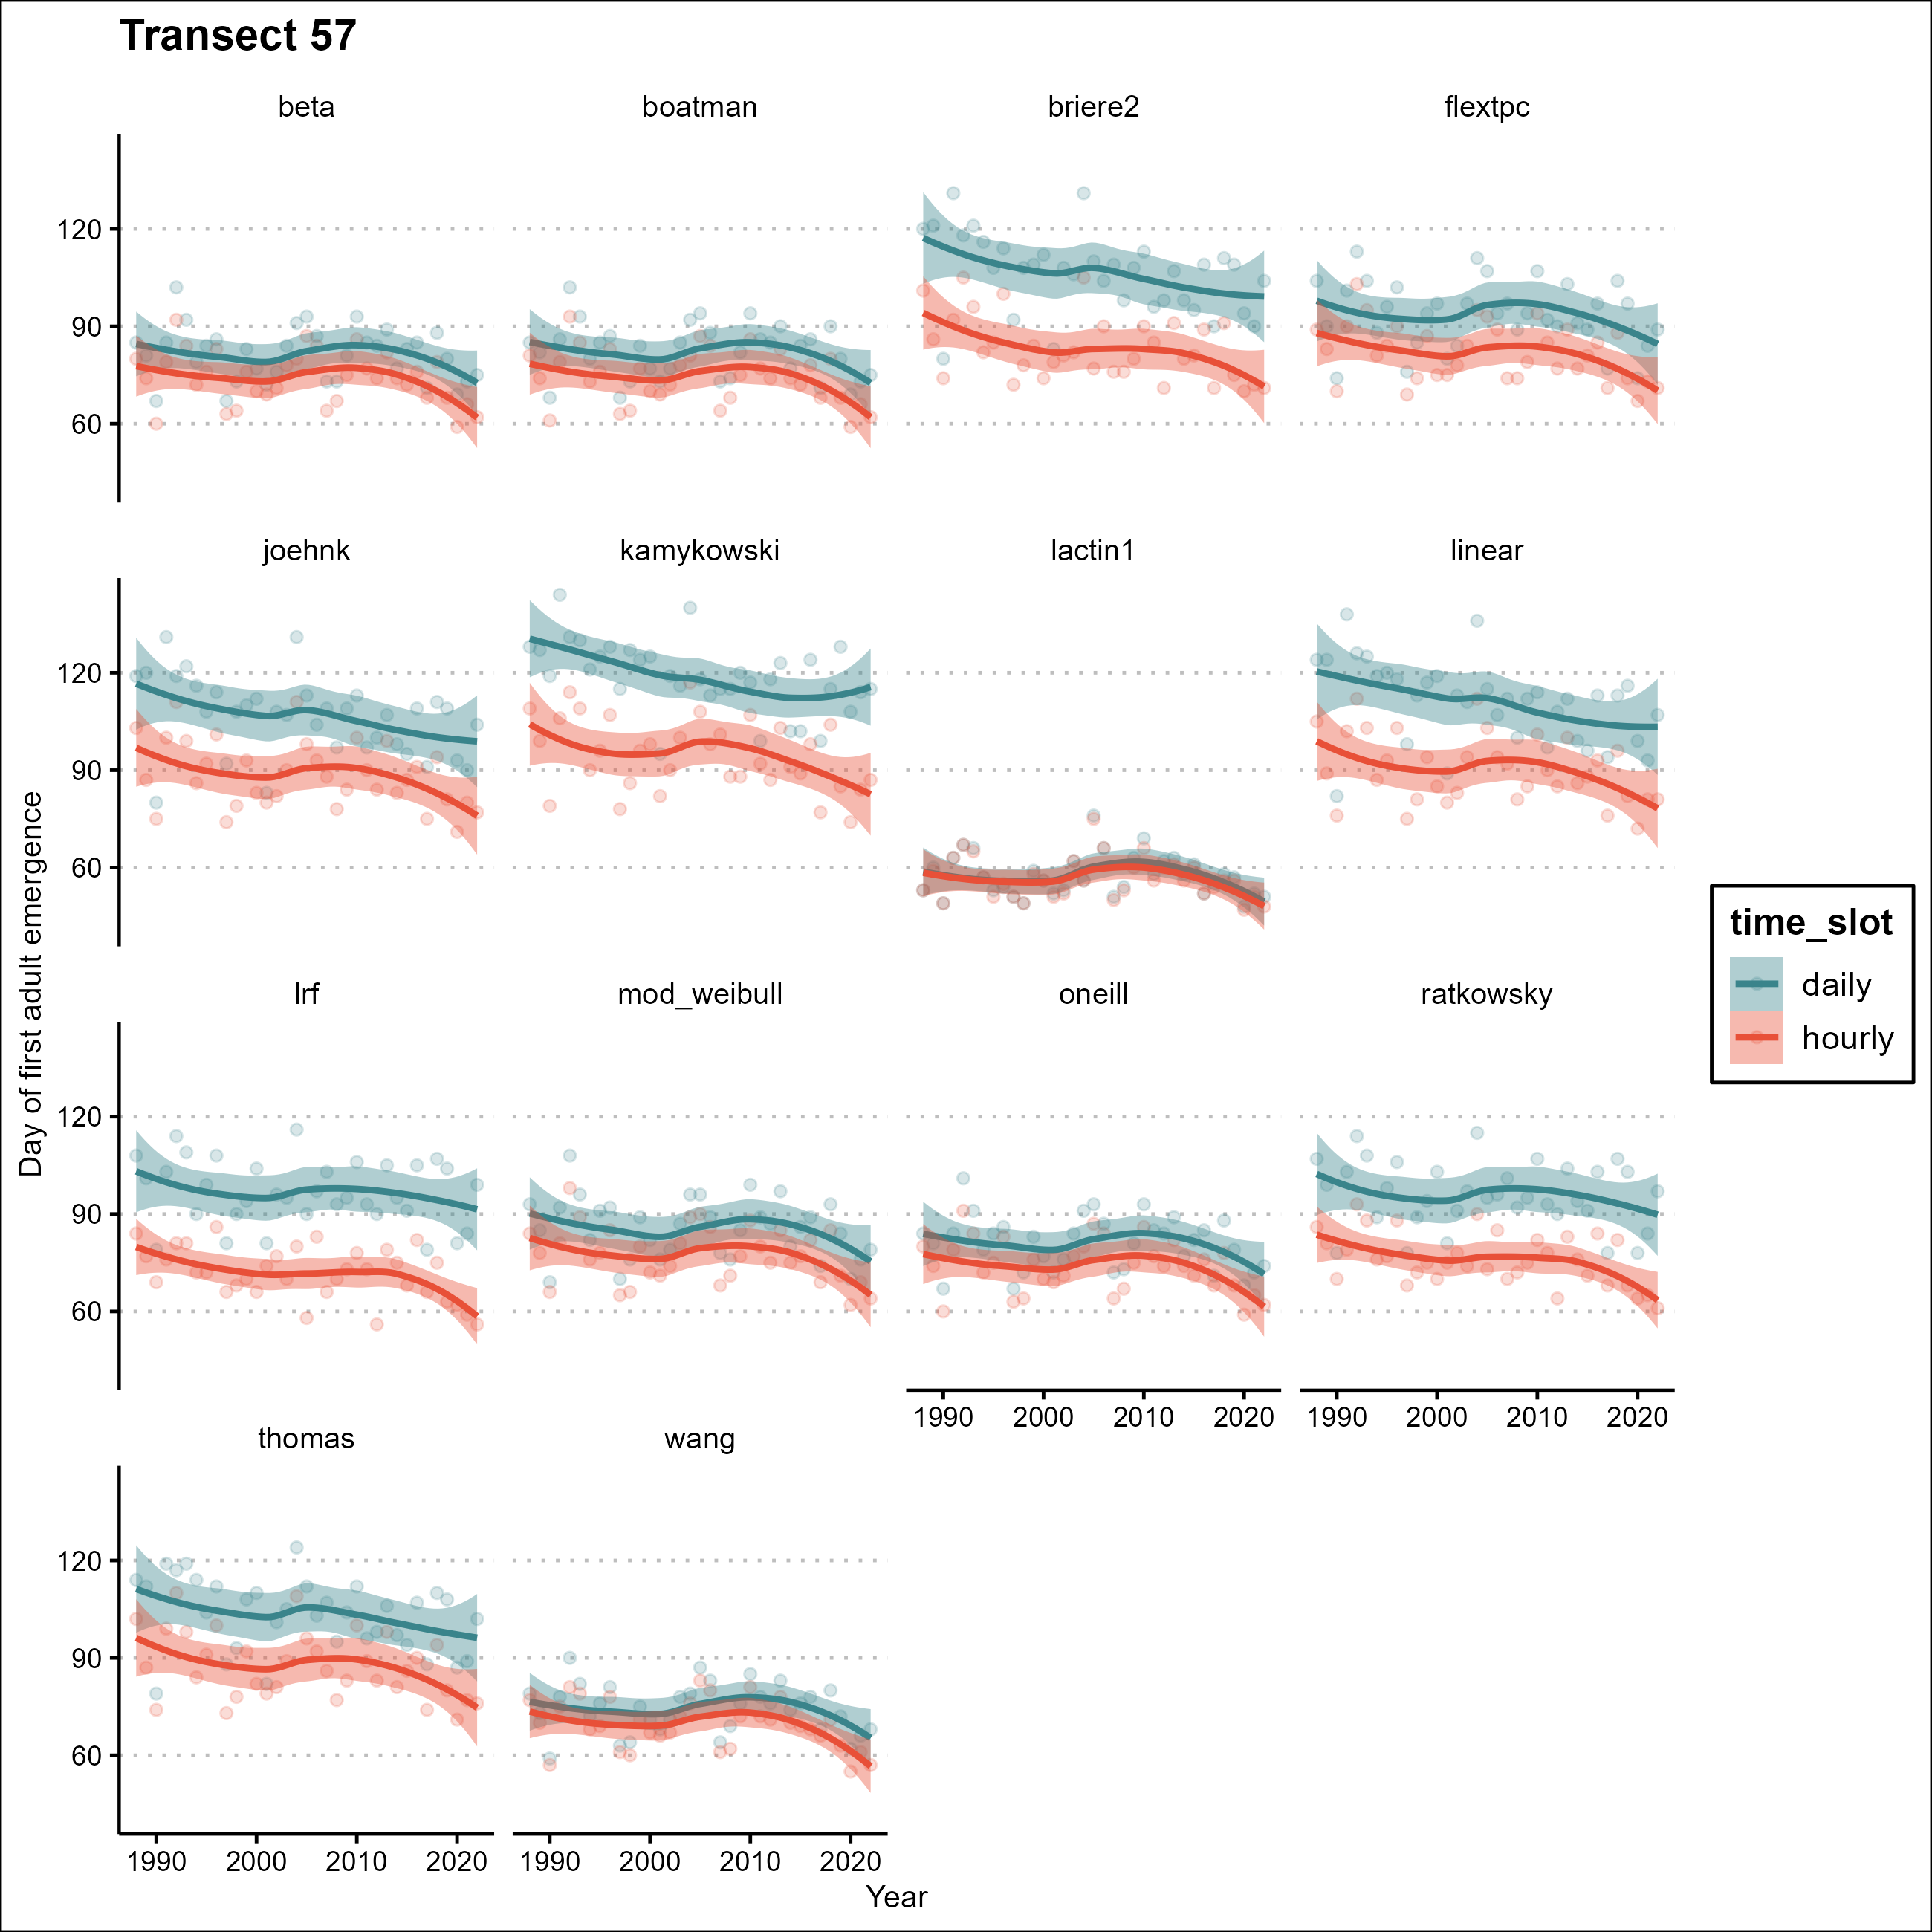 Transect 57
beta boatman briere2 flextpc
120
90
60
joehnk kamykowski lactin1 linear
120
90
60
Day of first adult emergence
time_slot
daily
hourly
lrf mod_weibull oneill ratkowsky
120
90
60
1990 2000 2010 2020 1990 2000 2010 2020
thomas wang
120
90
60
1990 2000 2010 2020 1990 2000 2010 2020
Year